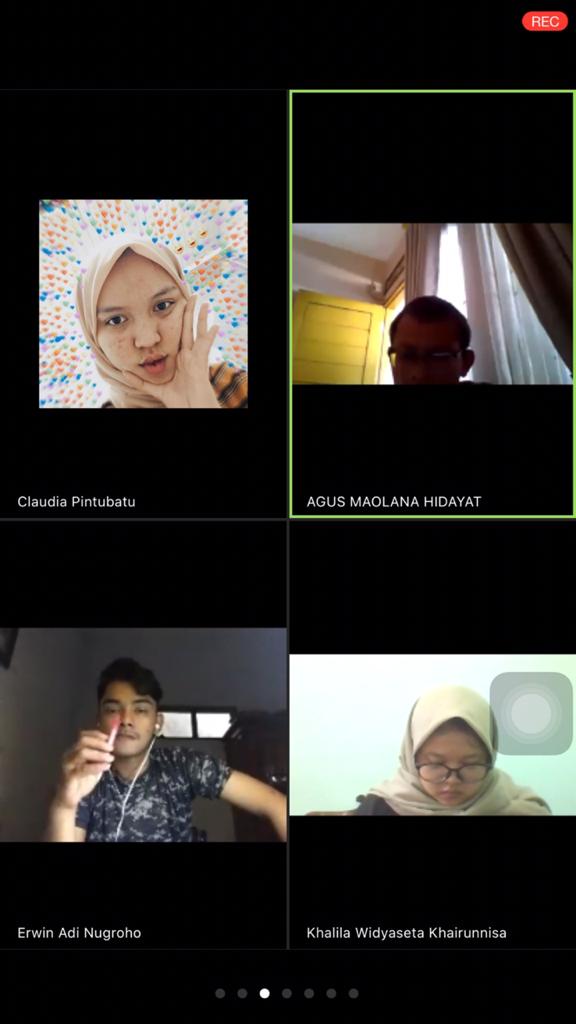 REC
Claudia Pintubatu
AGUS MAOLANA HIDAYAT
Erwin Adi Nugroho
Khalila Widyaseta Khairunnisa